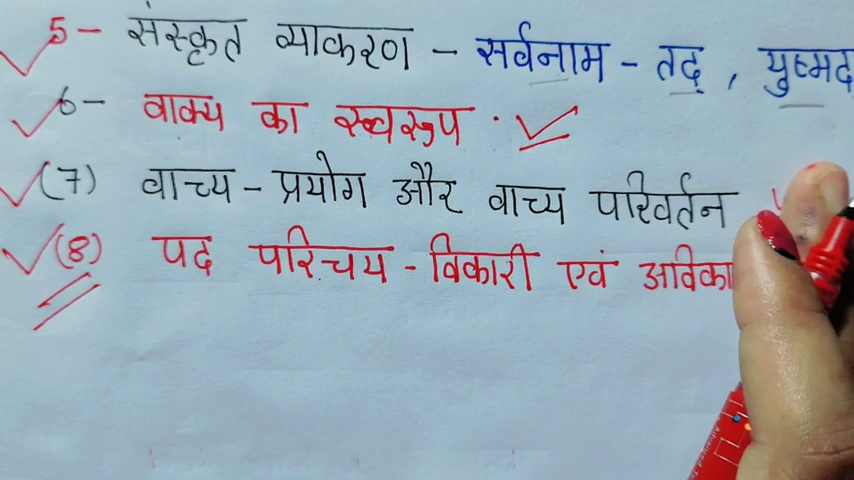 5- संस्कृत व्याकरण - सर्वनाम - तद् , युष्मद
6- वाक्य का स्वरूप .
(7) वाच्य - प्रयोग और वाच्य परिवर्तन
(8) पद परिचय - विकारी एवं